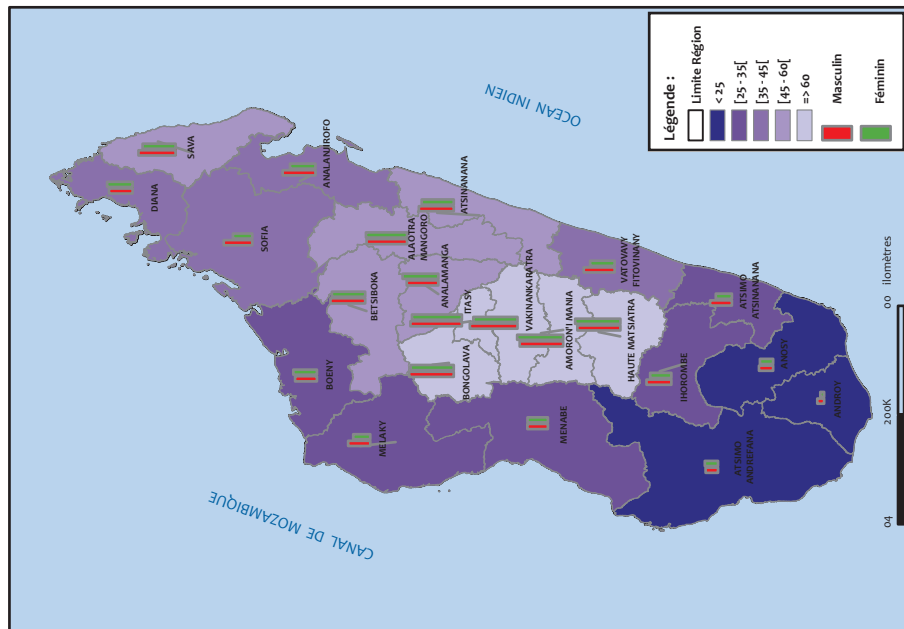 DIANA
SAVA
SOFIA
ANALANJIROFO
BOENY
BETSIBOKA
MELAKY
ALAOTRA
MANGORO
ATSINANANA
ANALAMANGA
BONGOLAVA
ITASY
VAKINANKARATRA
MENABE
AMORON'I MANIA
VATOVAVY
FITOVINANY
HAUTE MATSIATRA
IHOROMBE
ATSIMO
ATSINANANA
ATSIMO
ANDREFANA
ANOSY
ANDROY
CANAL DE MOZAMBIQUE
OCEAN INDIEN
04
200K
00 ilomètres
Légende :
Limite Région
< 25
[25 - 35[
[35 - 45[
[45 - 60[
=> 60
Masculin
Féminin